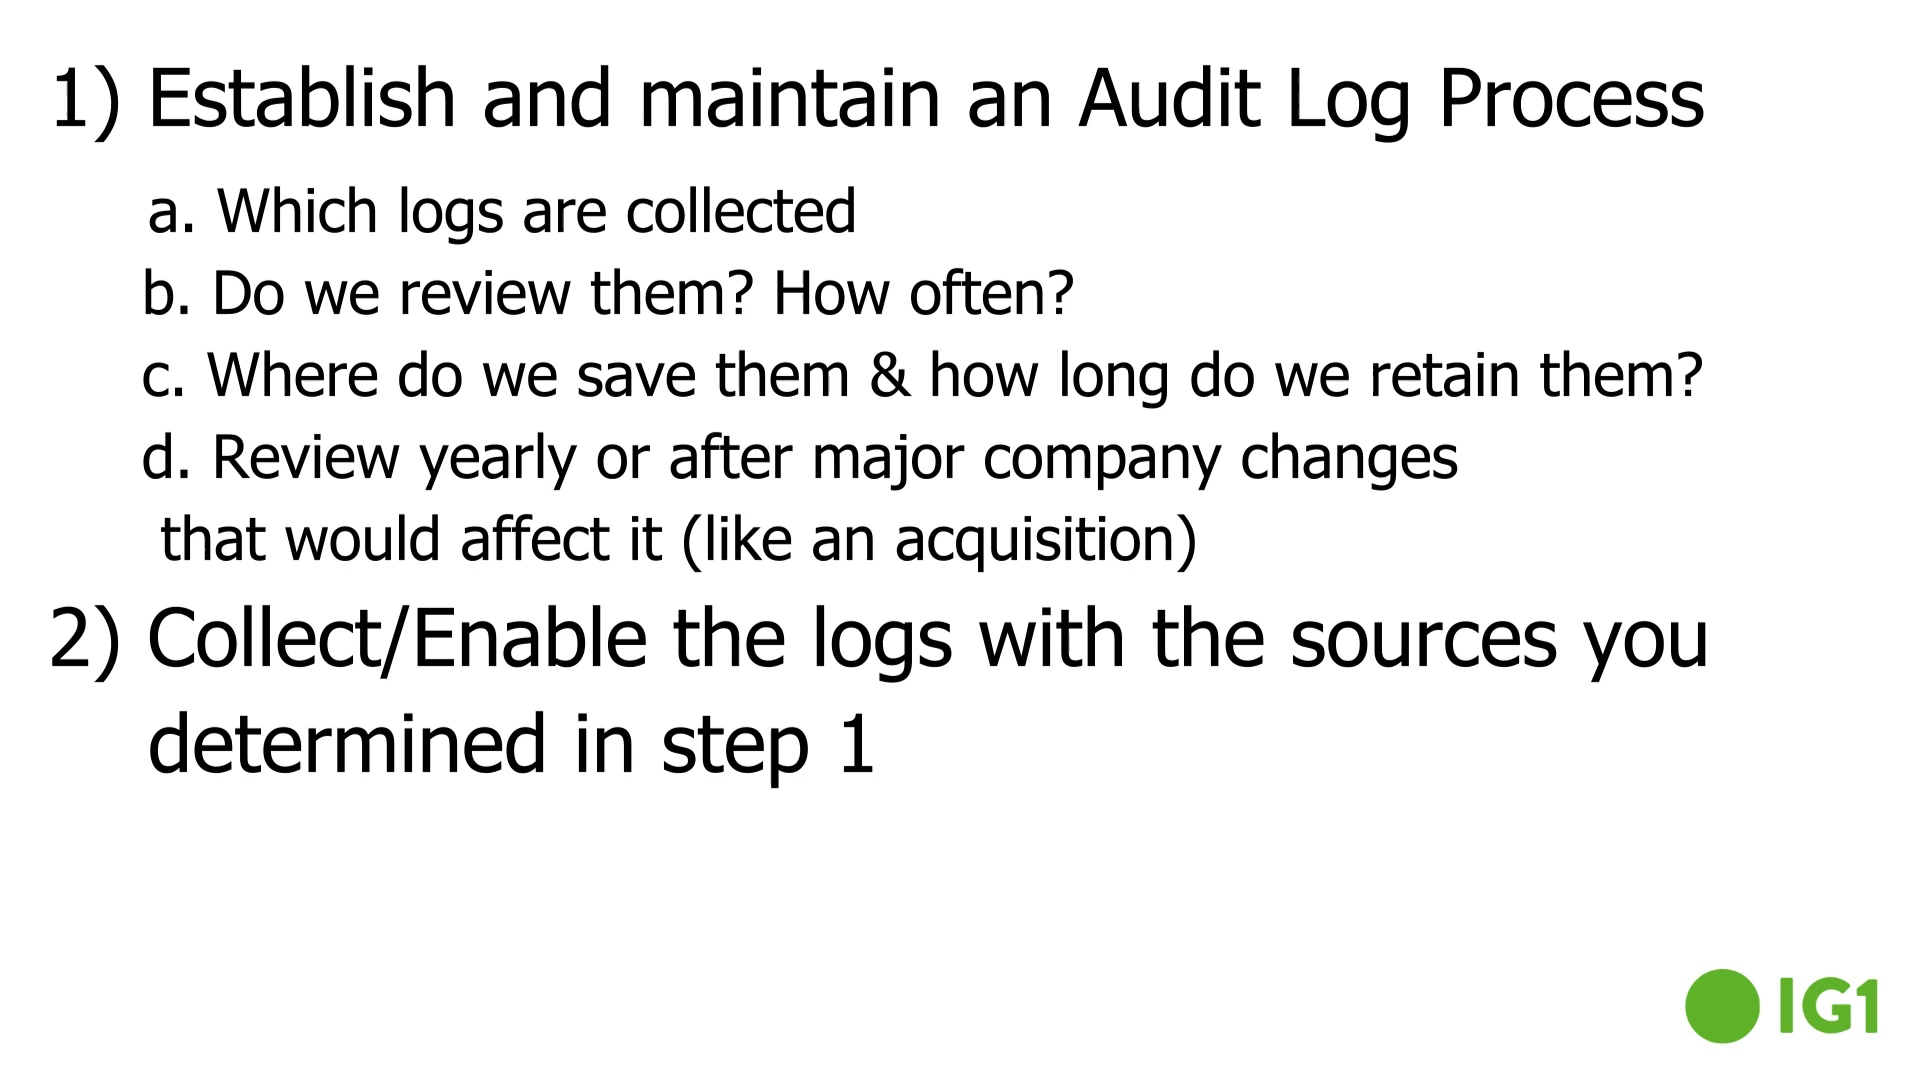 1) Establish and maintain an Audit Log Process
a. Which logs are collected
b. Do we review them? How often?
c. Where do we save them & how long do we retain them?
d. Review yearly or after major company changes
that would affect it (like an acquisition)
2) Collect/Enable the logs with the sources you
determined in step 1
IG1